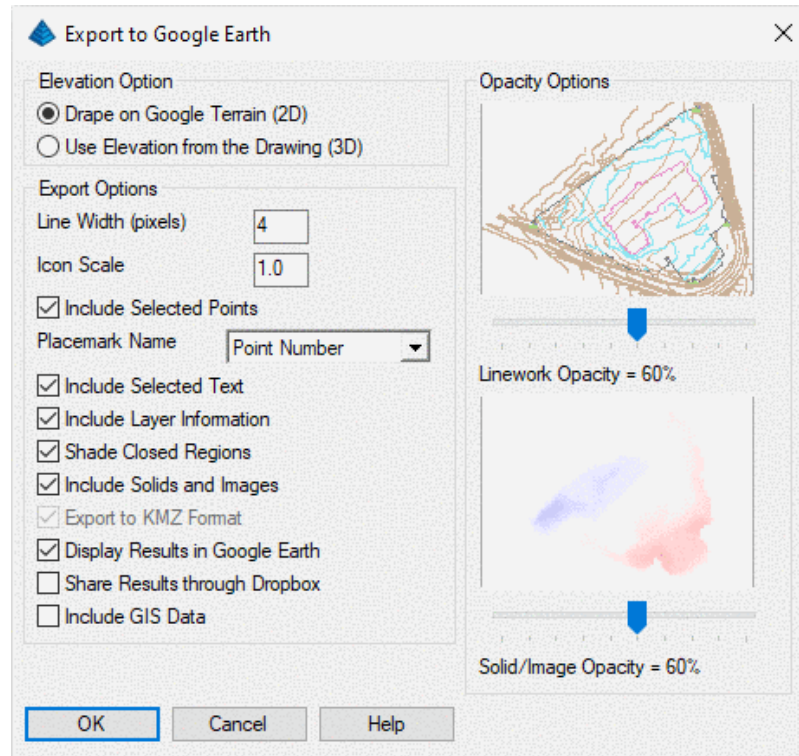 Export to Google Earth
Elevation Option
Drape on Google Terrain (2D)
Use Elevation from the Drawing (3D)
Export Options
Line Width (pixels) 4
Icon Scale 1.0
Include Selected Points
Placemark Name Point Number
Include Selected Text
Include Layer Information
Shade Closed Regions
Include Solids and Images
Export to KMZ Format
Display Results in Google Earth
Share Results through Dropbox
Include GIS Data
Opacity Options
Linework Opacity = 60%
Solid/Image Opacity = 60%
OK Cancel Help